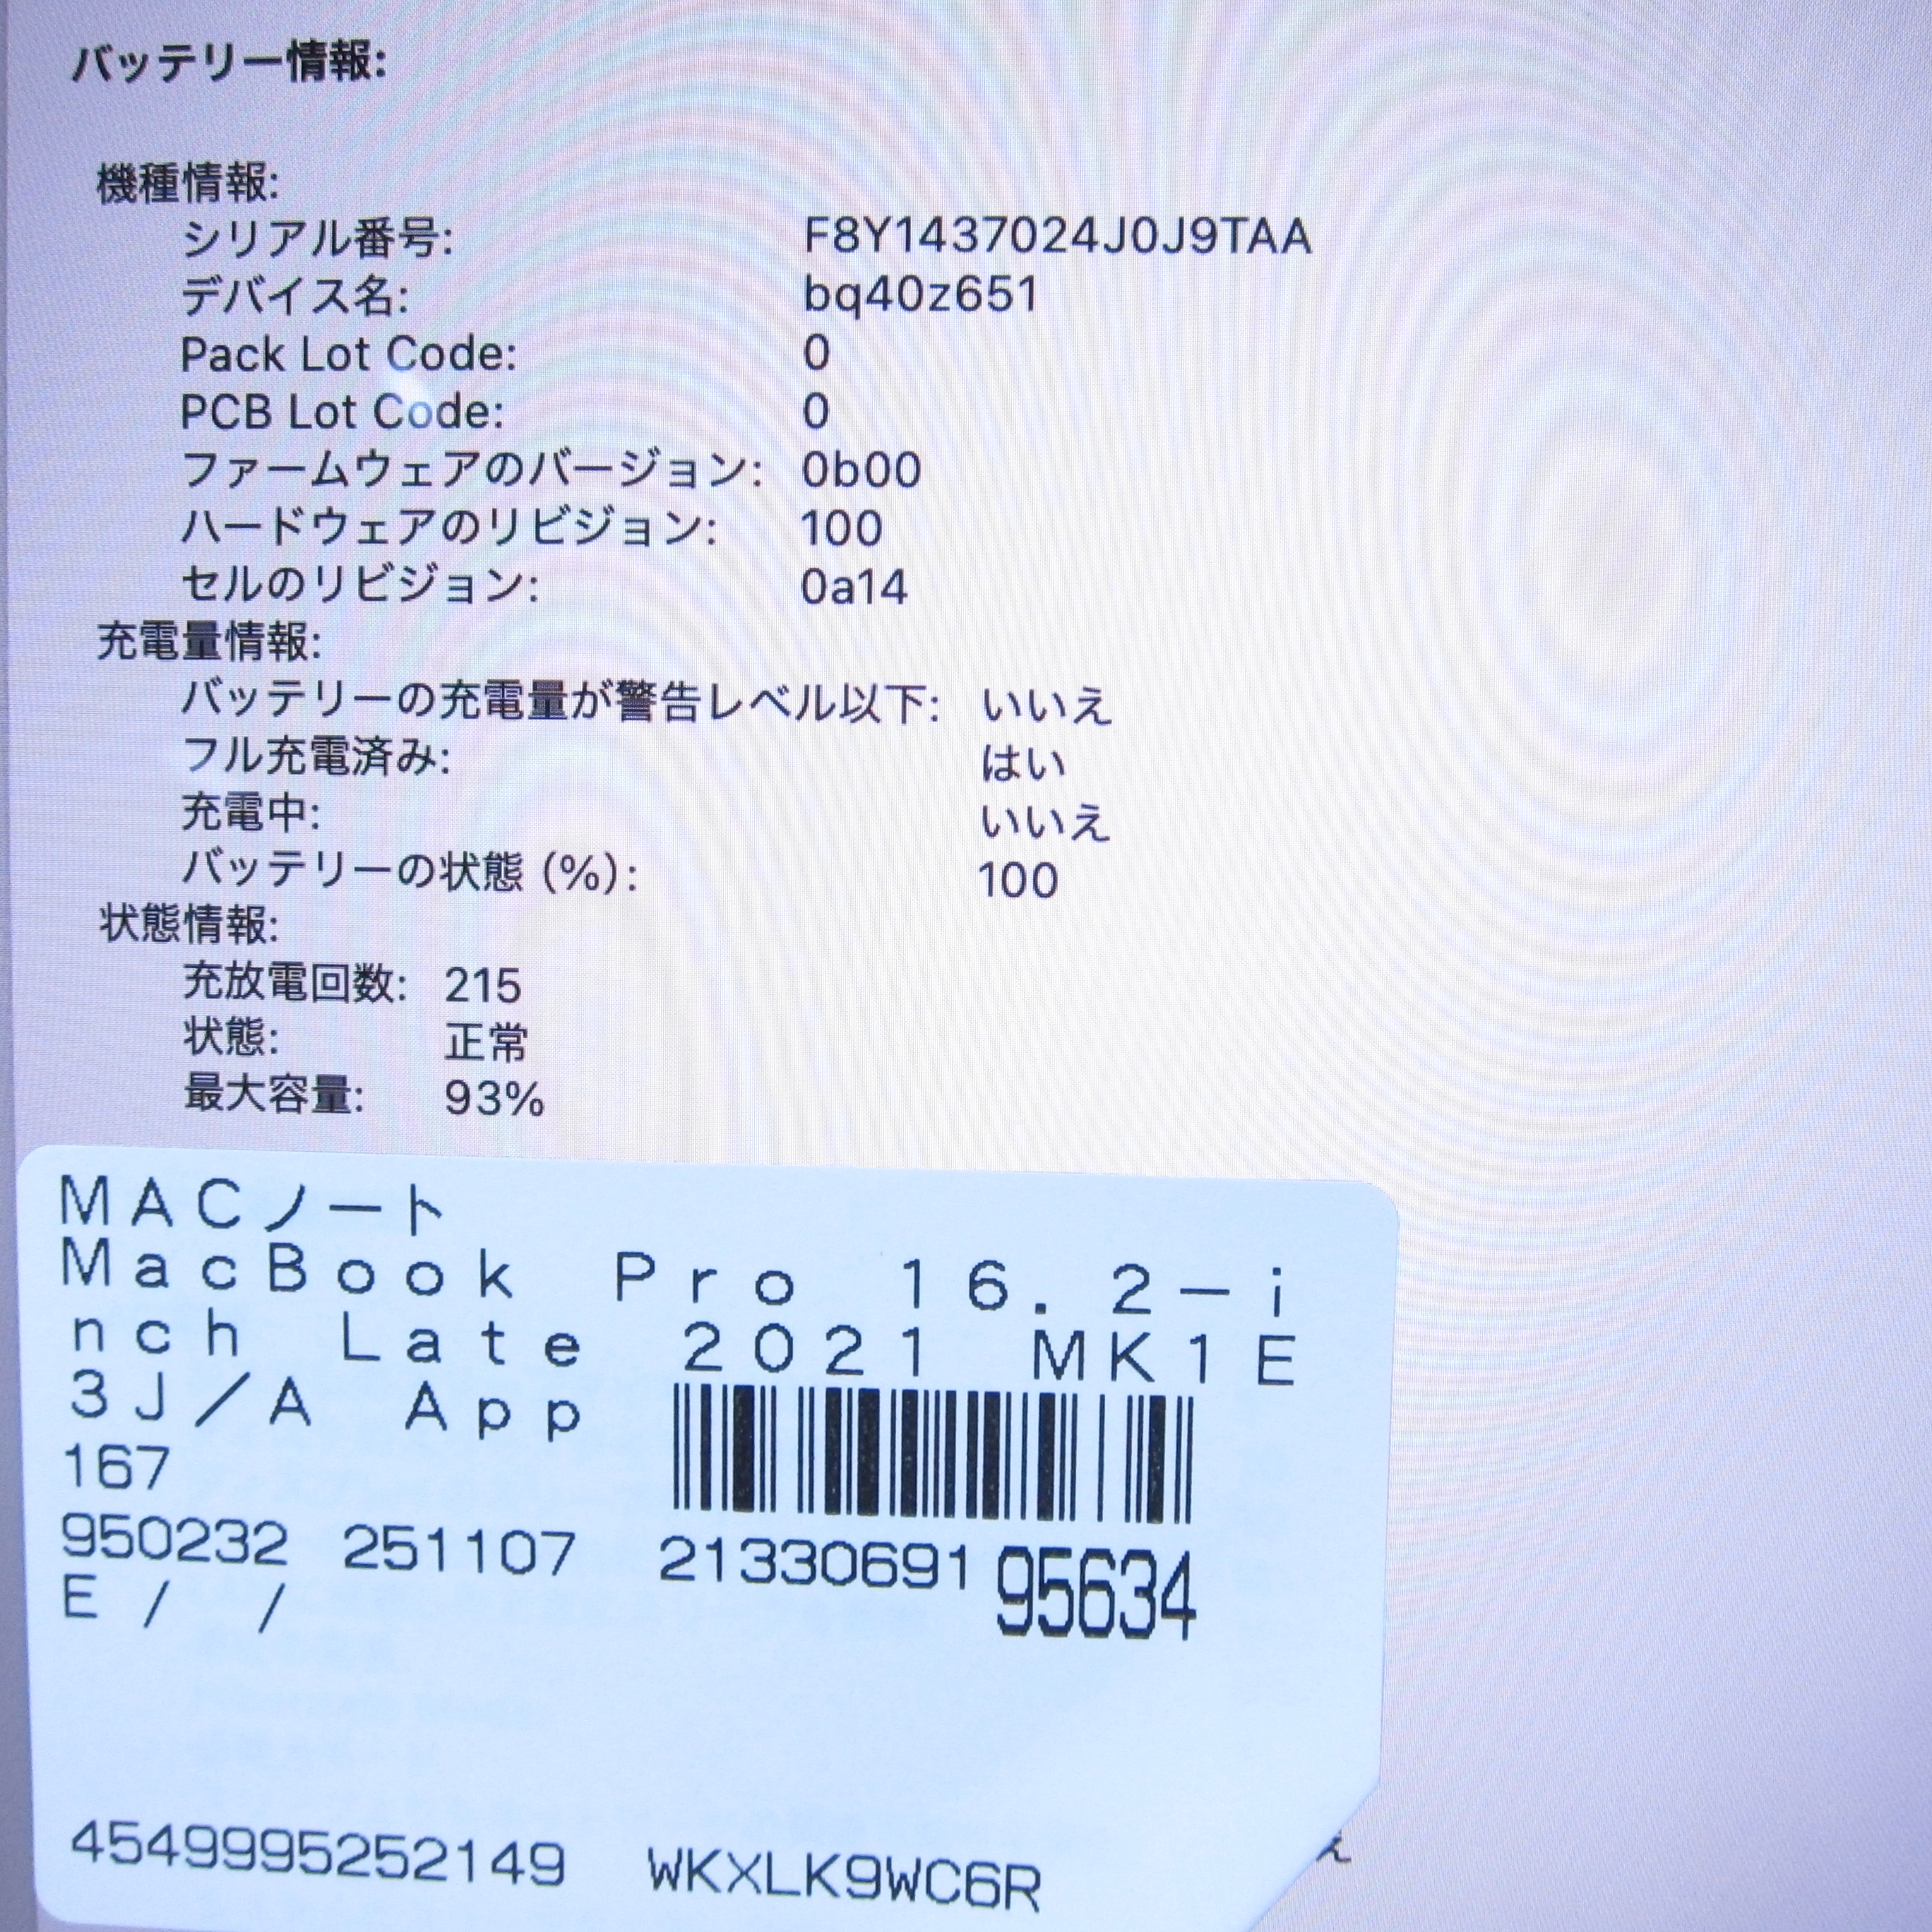 バッテリー情報:
機種情報:
シリアル番号: F8Y1437024J0J9TAA
デバイス名: bq40z651
Pack Lot Code: 0
PCB Lot Code: 0
ファームウェアのバージョン: 0b00
ハードウェアのリビジョン: 100
セルのリビジョン: 0a14
充電量情報:
バッテリーの充電量が警告レベル以下: いいえ
フル充電済み: はい
充電中: いいえ
バッテリーの状態 (%): 100
状態情報:
充放電回数: 215
状態: 正常
最大容量: 93%
MACノート
MacBook Pro 16.2-i
nch Late 2021 MK1E
3J/A App
167
950232 251107 21330691 95634
E / /
4549995252149 WKXLK9WC6R
え